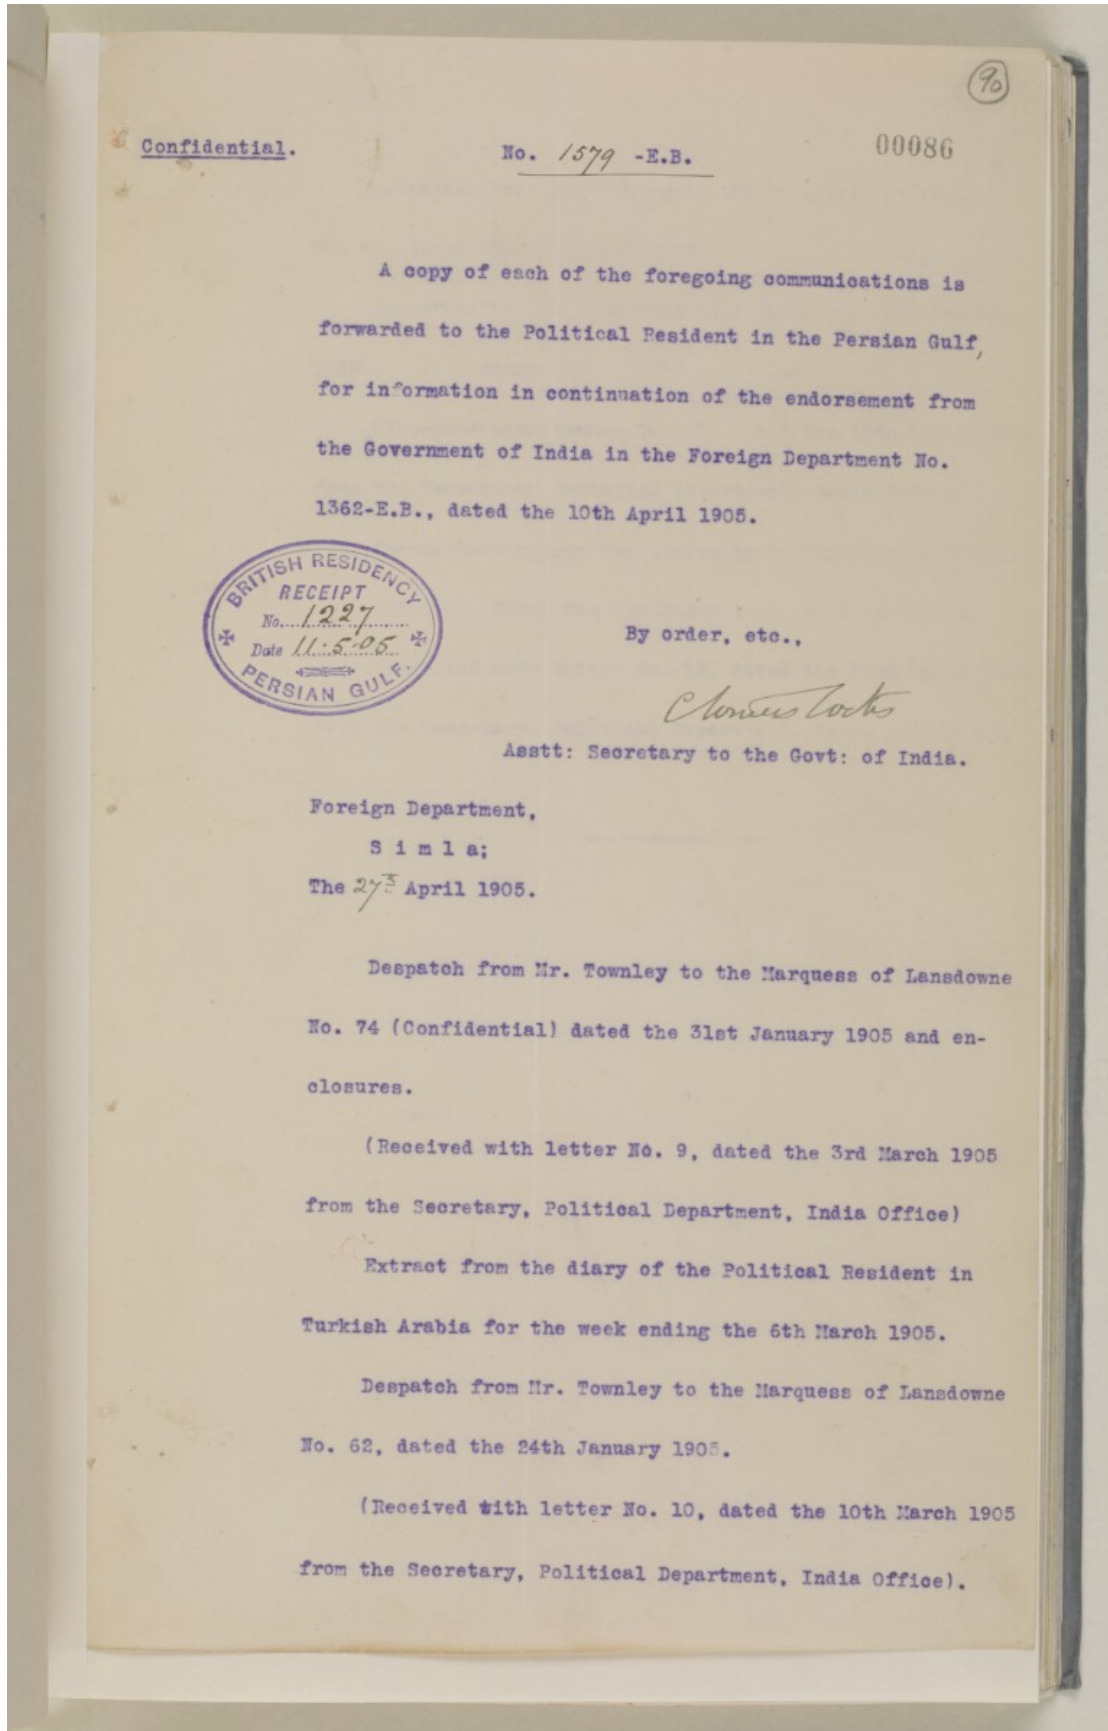 90
Confidential.
No. 1579 -E.B.
00086
A copy of each of the foregoing communications is
forwarded to the Political Resident in the Persian Gulf,
for information in continuation of the endorsement from
the Government of India in the Foreign Department No.
1362-E.B., dated the 10th April 1905.
BRITISH RESIDENCY
RECEIPT
No. 1227
Date 11.5.05
PERSIAN GULF.
By order, etc.,
Asstt: Secretary to the Govt: of India.
Foreign Department,
Simla;
The 27th April 1905.
Despatch from Mr. Townley to the Marquess of Lansdowne
No. 74 (Confidential) dated the 31st January 1905 and en-
closures.
(Received with letter No. 9, dated the 3rd March 1905
from the Secretary, Political Department, India Office)
Extract from the diary of the Political Resident in
Turkish Arabia for the week ending the 6th March 1905.
Despatch from Mr. Townley to the Marquess of Lansdowne
No. 62, dated the 24th January 1905.
(Received with letter No. 10, dated the 10th March 1905
from the Secretary, Political Department, India Office).